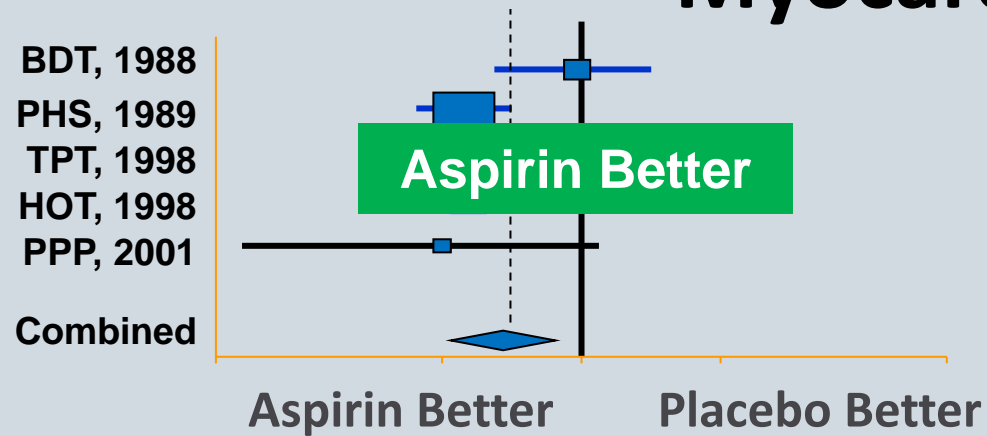 BDT, 1988
PHS, 1989
TPT, 1998
HOT, 1998
PPP, 2001
Combined
Aspirin Better
Aspirin Better
Placebo Better